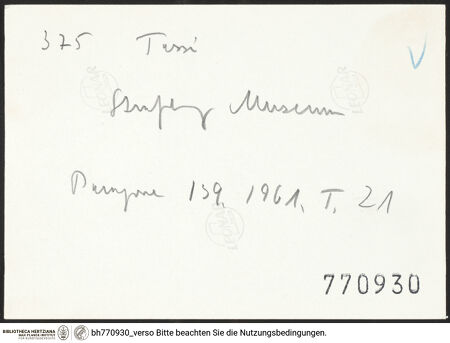 375 Tassi
Museum
Paragone 139, 1961, T, 21
770930
BIBLIOTHECA HERTZIANA
MAX-PLANCK-INSTITUT
FÜR KUNSTGESCHICHTE
bh770930_verso Bitte beachten Sie die Nutzungsbedingungen.